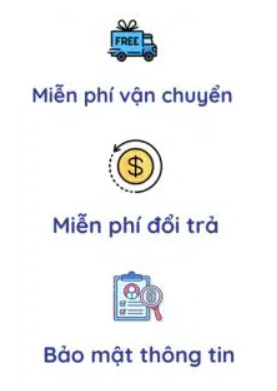 FREE
Miễn phí vận chuyển
$
Miễn phí đổi trả
Bảo mật thông tin